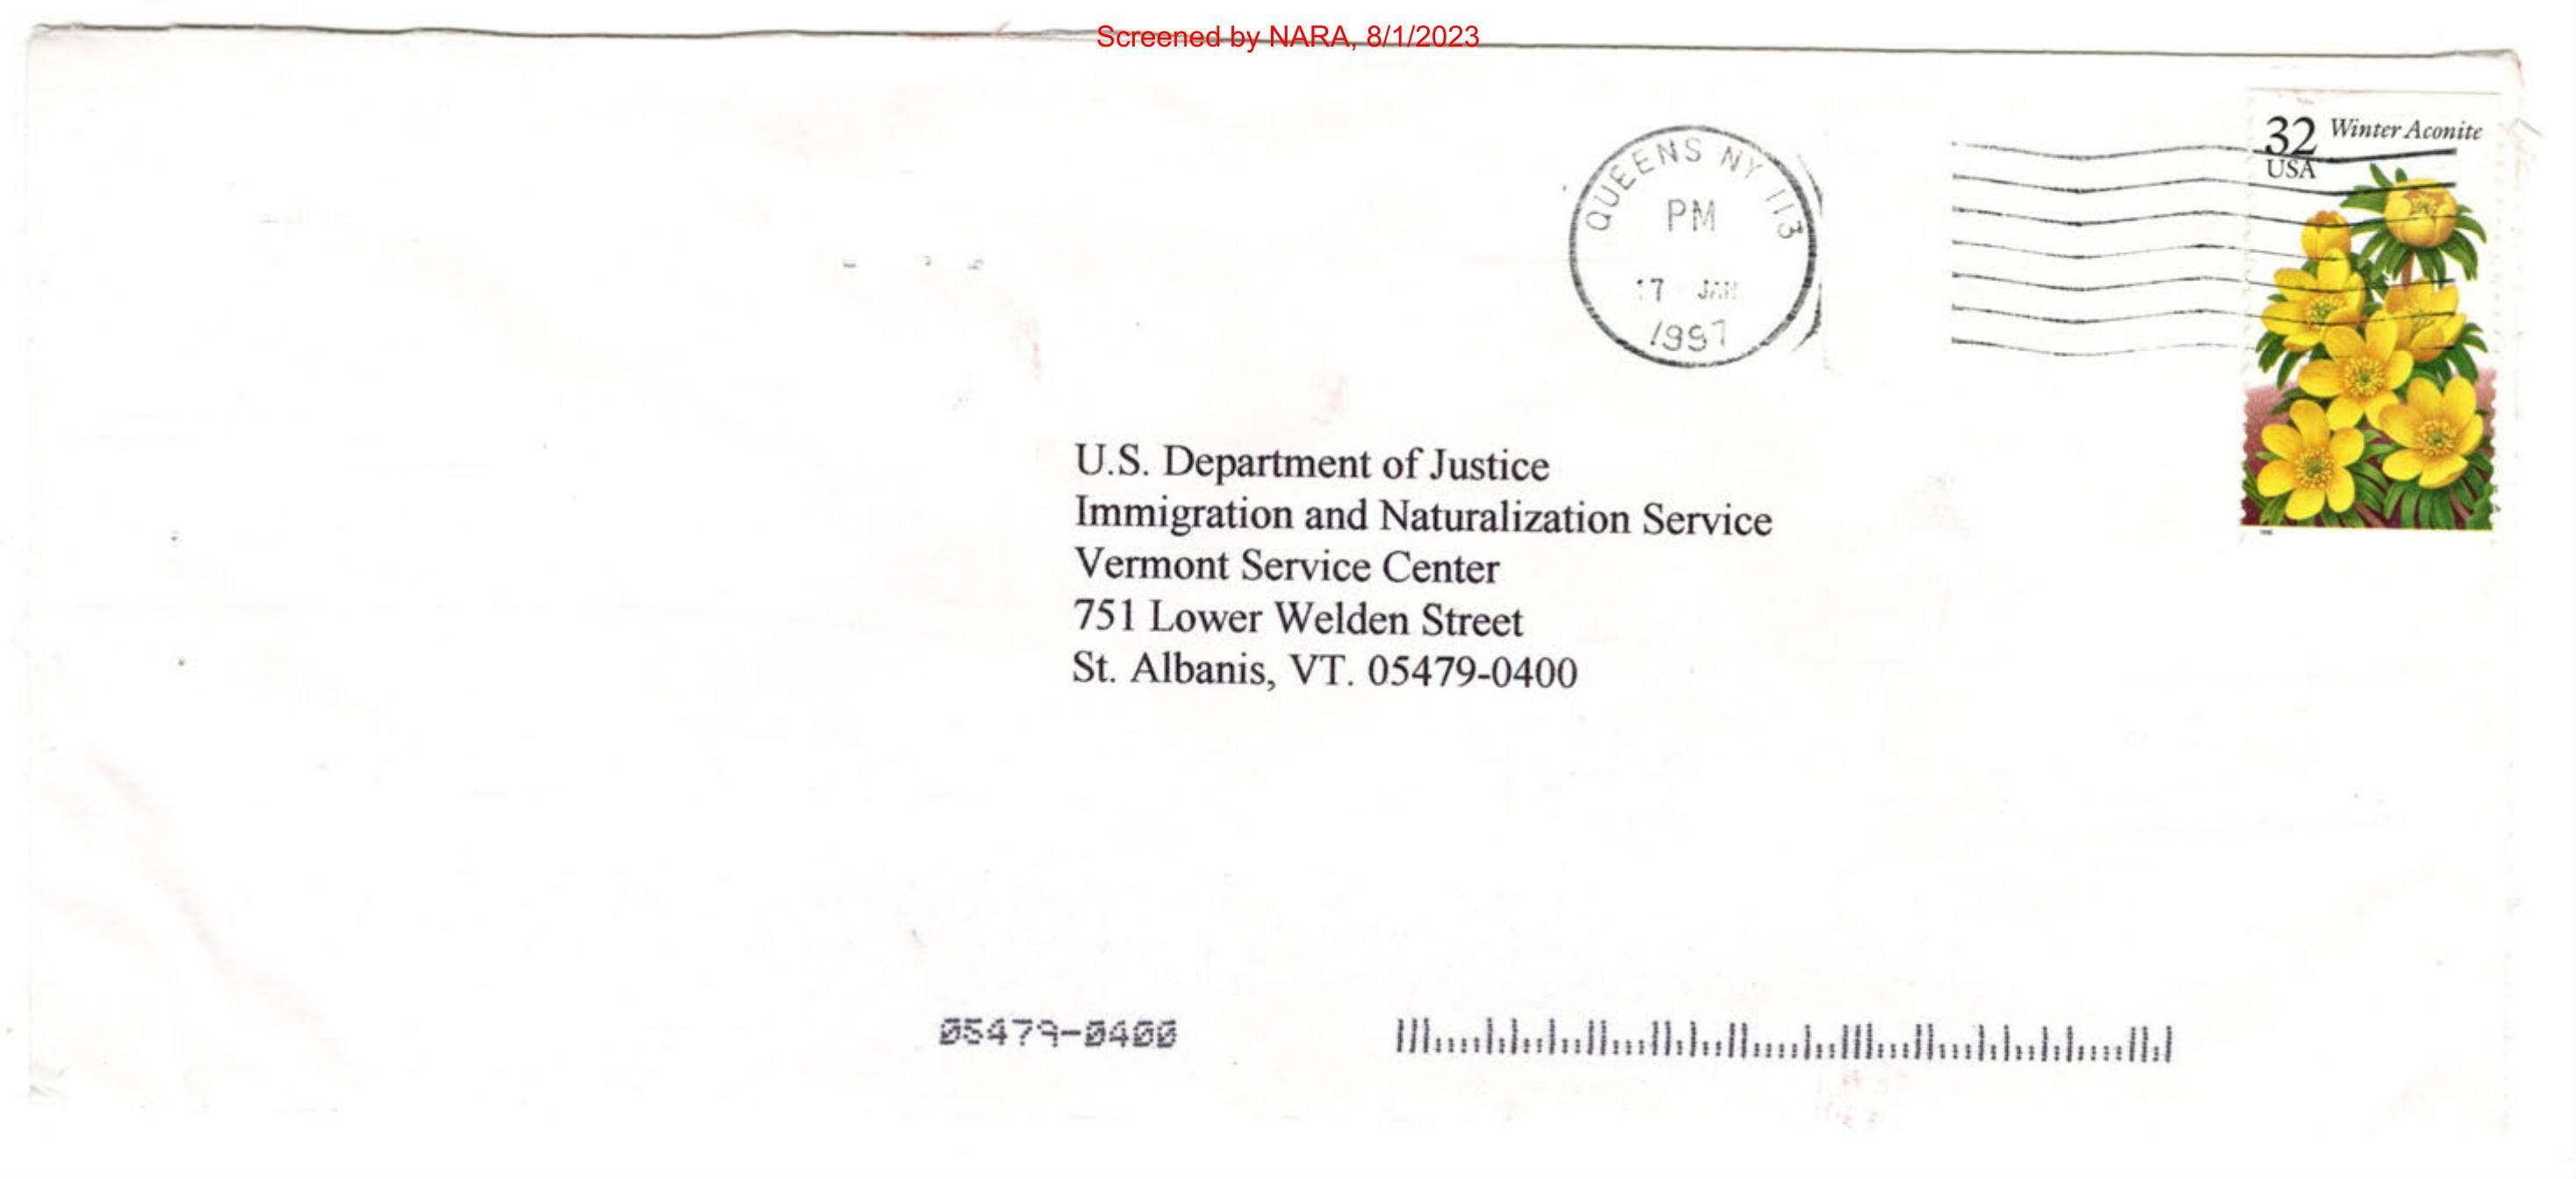 Screened by NARA, 8/1/2023
32 Winter Aconite
USA
QUEENS NY 113
PM
17 JAN
1997
U.S. Department of Justice
Immigration and Naturalization Service
Vermont Service Center
751 Lower Welden Street
St. Albanis, VT. 05479-0400
05479-0400